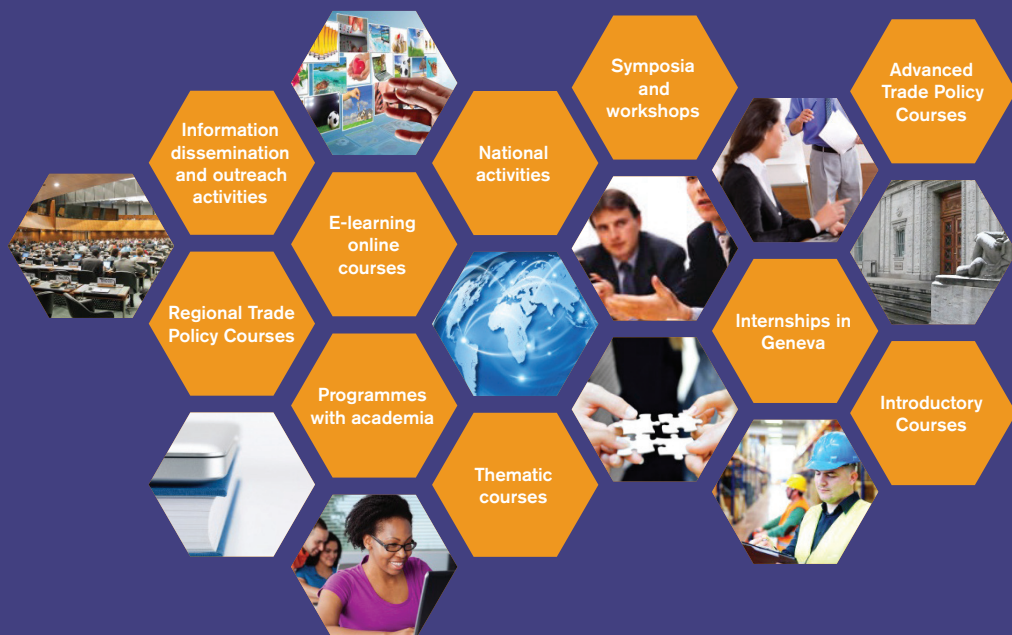 Symposia
and
workshops
Advanced
Trade Policy
Courses
Information
dissemination
and outreach
activities
National
activities
E-learning
online
courses
Regional Trade
Policy Courses
Internships in
Geneva
Programmes
with academia
Introductory
Courses
Thematic
courses